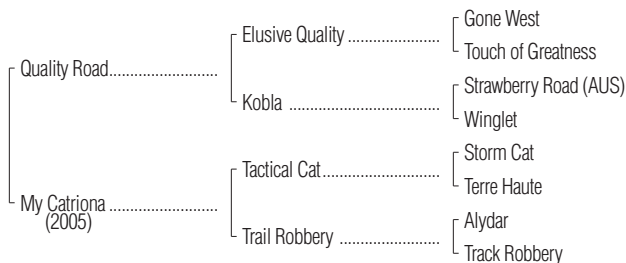 Gone West
Elusive Quality ......................
Touch of Greatness
Quality Road..........................
Strawberry Road (AUS)
Kobla ....................................
Winglet
Storm Cat
Tactical Cat............................
Terre Haute
My Catriona ..........................
(2005)
Alydar
Trail Robbery ........................
Track Robbery